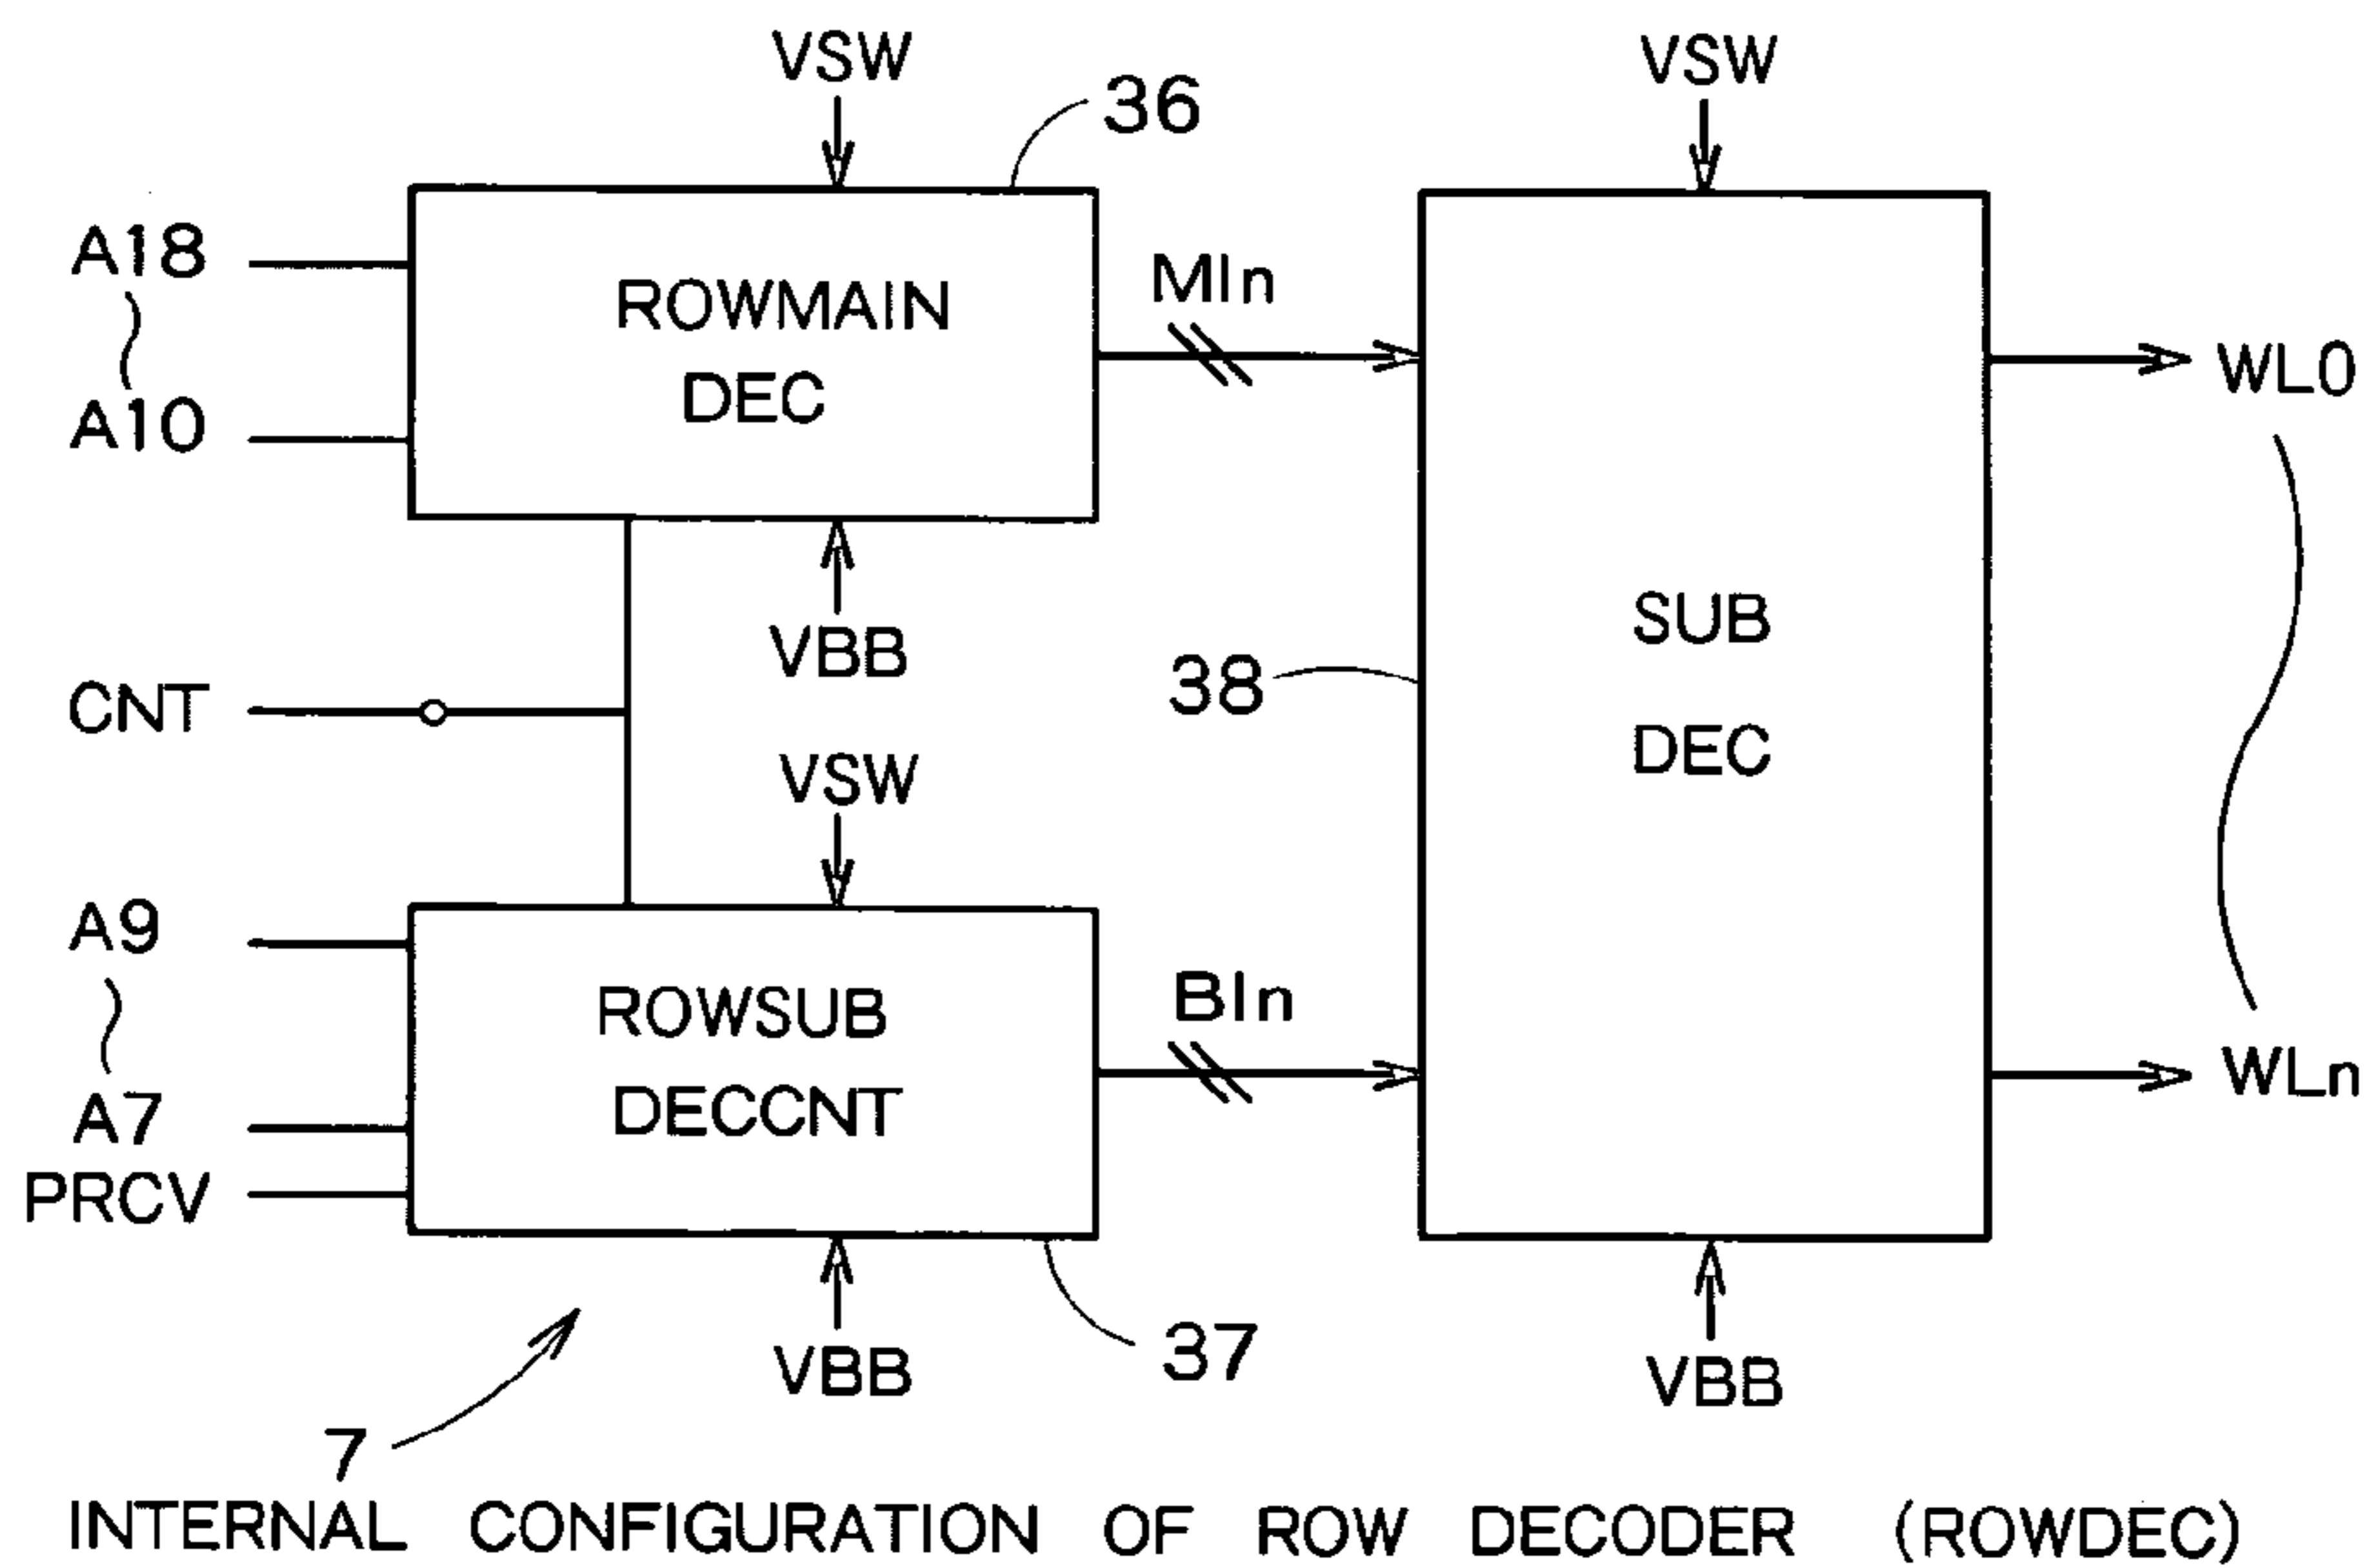 VSW
36
VSW
A18
A10
ROWMAIN
DEC
MIn
WL0
VBB
CNT
38
SUB
DEC
VSW
A9
A7
PRCV
ROWSUB
DECCNT
BIn
WLn
VBB
37
VBB
7
INTERNAL CONFIGURATION OF ROW DECODER (ROWDEC)